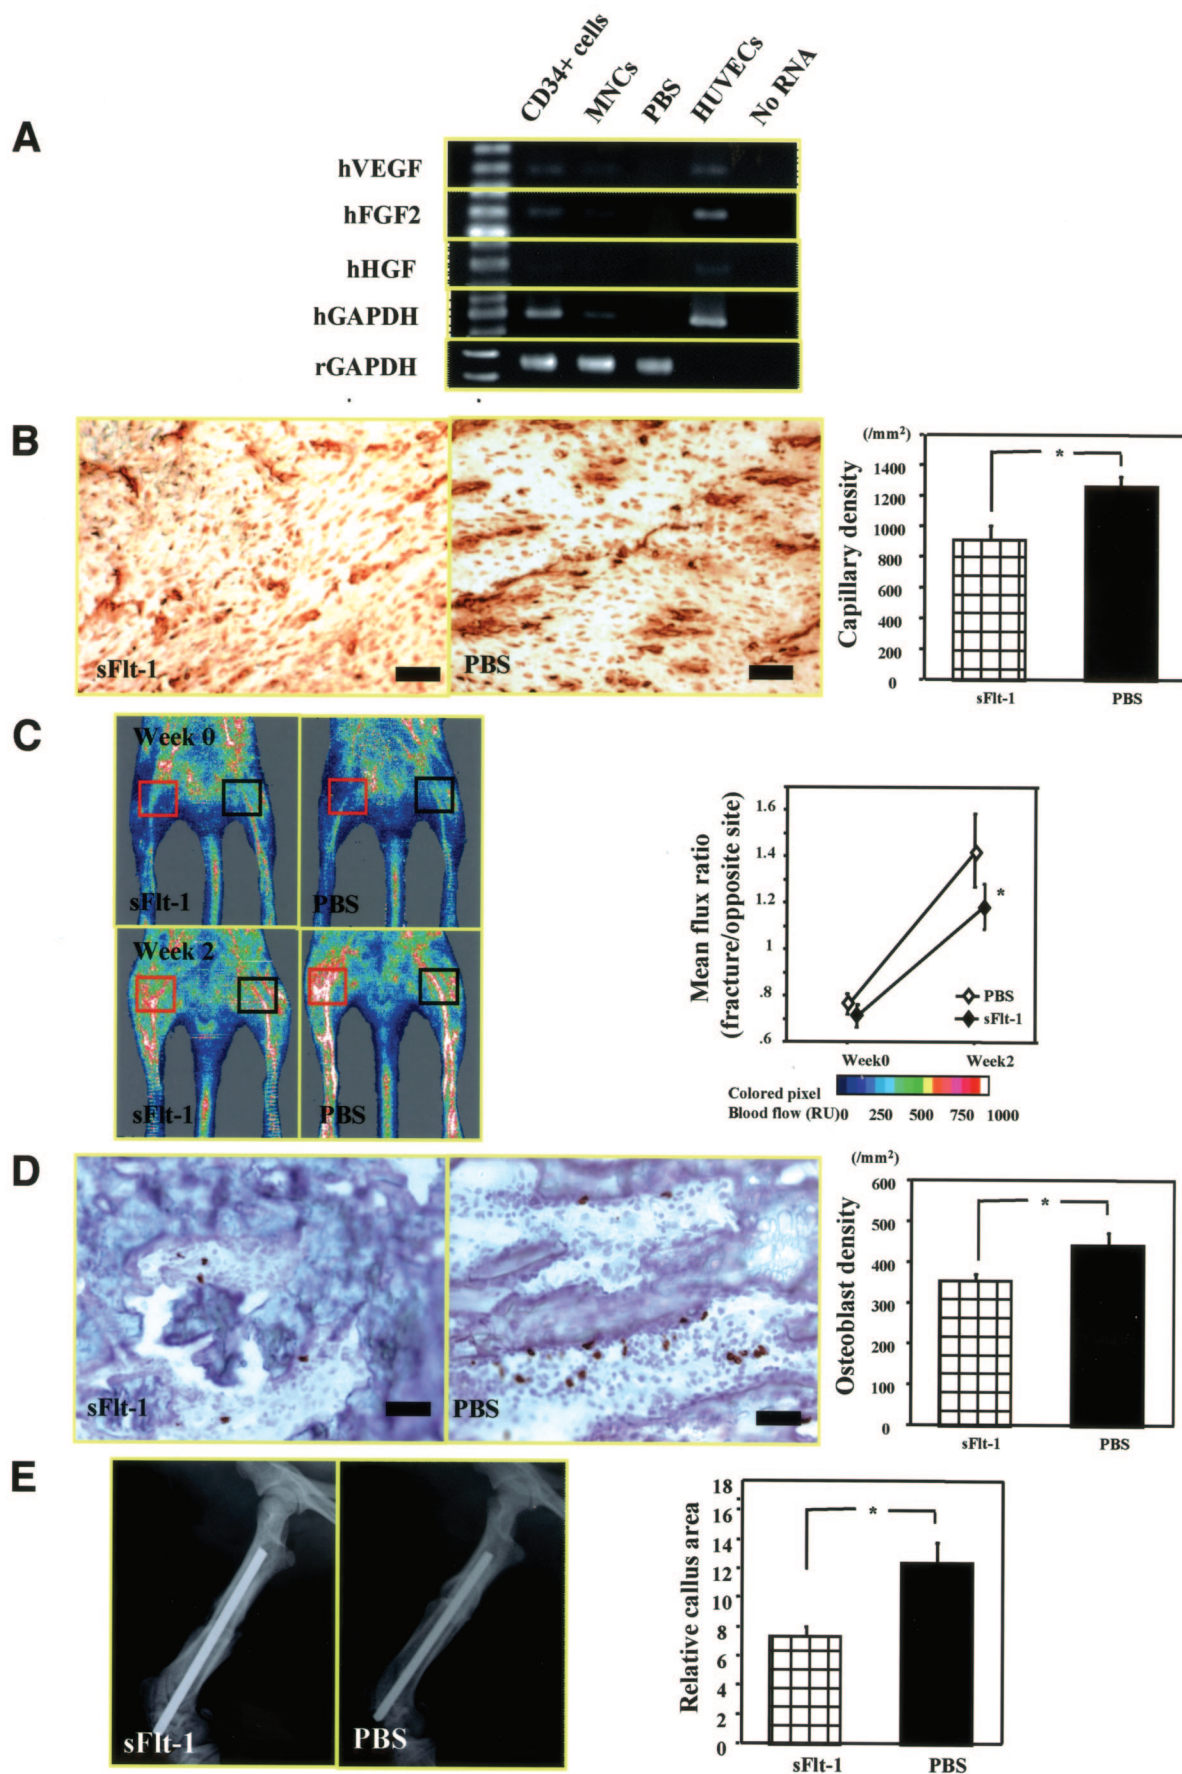 A
CD34+ cells
MNCs
PBS
HUVECs
No RNA
hVEGF
hFGF2
hHGF
hGAPDH
rGAPDH
B
sFlt-1
PBS
(/mm²)
Capillary density
1400
1200
1000
800
600
400
200
0
*
sFlt-1
PBS
C
Week 0
sFlt-1
PBS
Week 2
sFlt-1
PBS
Mean flux ratio
(fracture/opposite site)
1.6
1.4
1.2
1
.8
.6
*
PBS
sFlt-1
Week0
Week2
Colored pixel
Blood flow (RU)0 250 500 750 1000
D
sFlt-1
PBS
(/mm²)
Osteoblast density
600
500
400
300
200
100
0
*
sFlt-1
PBS
E
sFlt-1
PBS
Relative callus area
18
16
14
12
10
8
6
4
2
0
*
sFlt-1
PBS